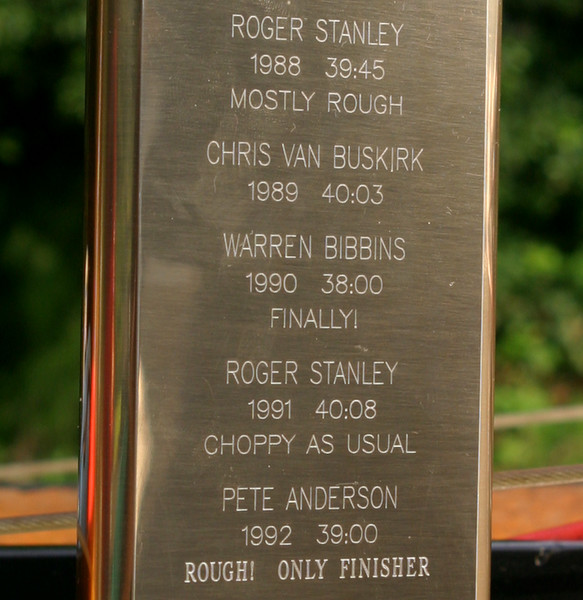 ROGER STANLEY
1988 39:45
MOSTLY ROUGH
CHRIS VAN BUSKIRK
1989 40:03
WARREN BIBBINS
1990 38:00
FINALLY!
ROGER STANLEY
1991 40:08
CHOPPY AS USUAL
PETE ANDERSON
1992 39:00
ROUGH! ONLY FINISHER